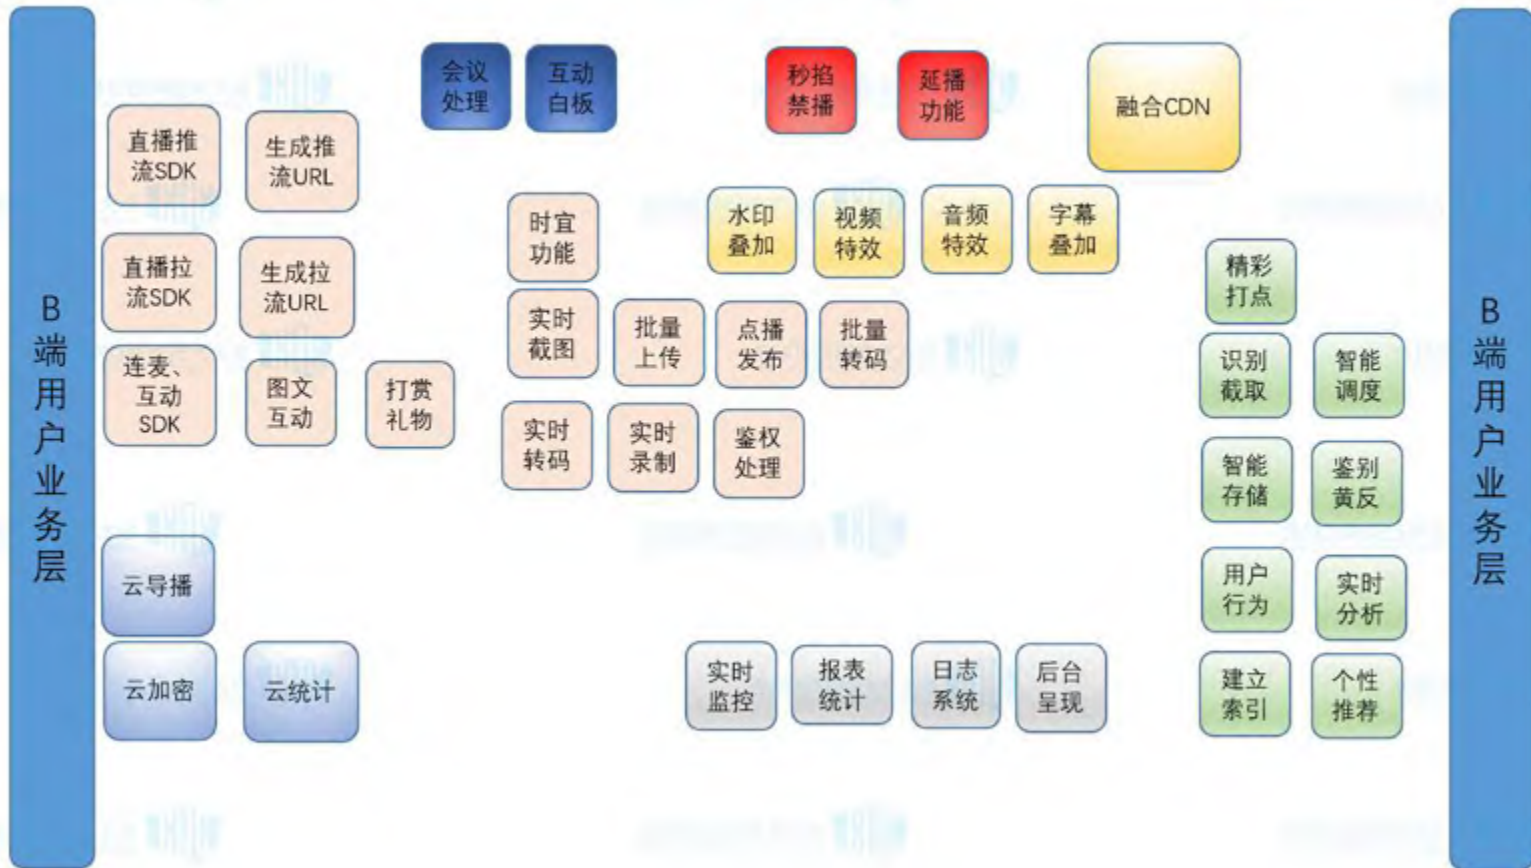 B
端
用
户
业
务
层
会议
处理
互动
白板
秒掐
禁播
延播
功能
融合CDN
直播推
流SDK
生成推
流URL
时宜
功能
水印
叠加
视频
特效
音频
特效
字幕
叠加
直播拉
流SDK
生成拉
流URL
精彩
打点
实时
截图
批量
上传
点播
发布
批量
转码
连麦、
互动
SDK
图文
互动
打赏
礼物
识别
截取
智能
调度
实时
转码
实时
录制
鉴权
处理
智能
存储
鉴别
黄反
云导播
用户
行为
实时
分析
云加密
云统计
实时
监控
报表
统计
日志
系统
后台
呈现
建立
索引
个性
推荐
B
端
用
户
业
务
层